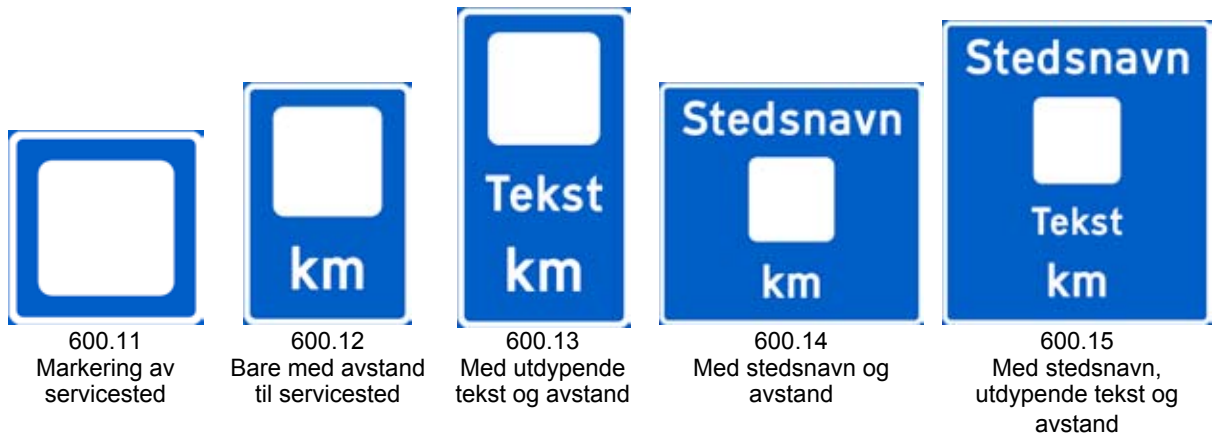 km
600.11
Markering av
servicested
600.12
Bare med avstand
til servicested
Tekst
km
600.13
Med utdypende
tekst og avstand
Stedsnavn
km
600.14
Med stedsnavn og
avstand
Stedsnavn
Tekst
km
600.15
Med stedsnavn,
utdypende tekst og
avstand